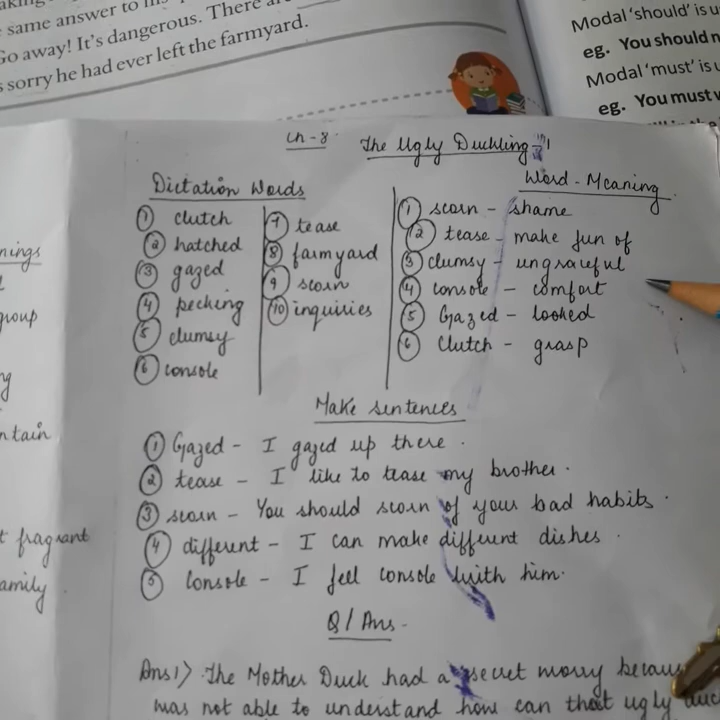 same answer to
Go away! It's dangerous. There
sorry he had ever left the farmyard.
Modal 'should' is u
eg. You should n
Modal 'must' is u
eg. You must
Ch-8. The Ugly Duckling
Dictation Words
① clutch
② hatched
③ gazed
④ pecking
⑤ clumsy
⑥ console
⑦ tease
⑧ farmyard
⑨ scorn
⑩ inquiries
Word-Meaning
① scorn - shame
② tease - make fun of
③ clumsy - ungraceful
④ console - comfort
⑤ Gazed - looked
⑥ Clutch - grasp
Make sentences
① Gazed - I gazed up there.
② tease - I like to tease my brother.
③ scorn - You should scorn of your bad habits.
④ different - I can make different dishes.
⑤ Console - I feel console with him.
Q/Ans.
Ans1) The Mother Duck had a secret worry becau
was not able to understand how can that ugly duc
nings
group
ntain
t fragrant
amily